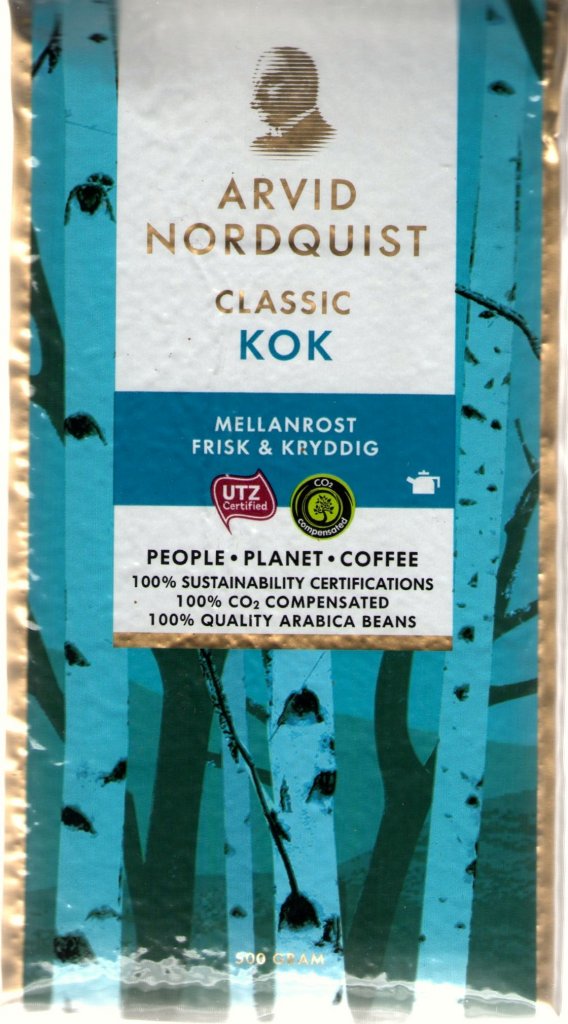 ARVID
NORDQUIST
CLASSIC
KOK
MELLANROST
FRISK & KRYDDIG
UTZ
Certified
CO2
compensated
PEOPLE • PLANET • COFFEE
100% SUSTAINABILITY CERTIFICATIONS
100% CO₂ COMPENSATED
100% QUALITY ARABICA BEANS
500 GRAM